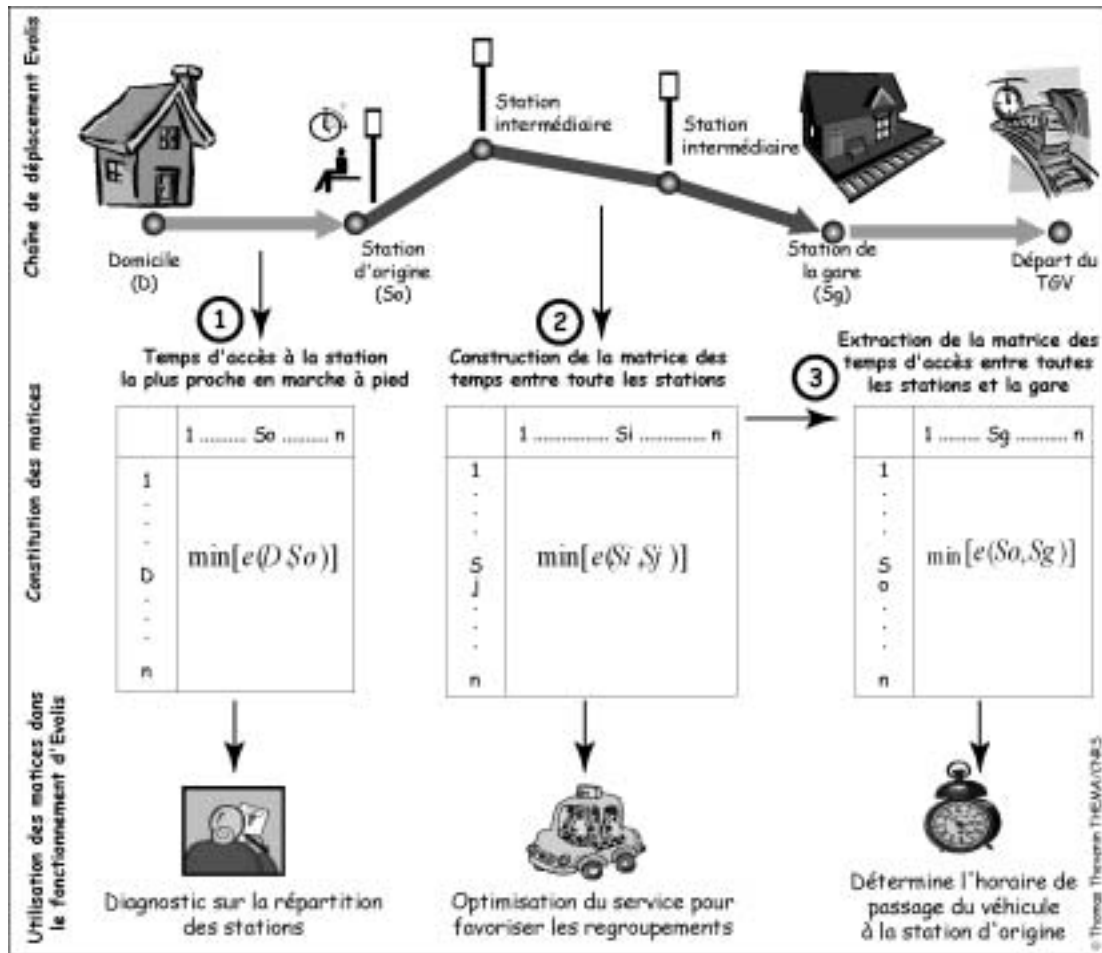 Chaîne de déplacement Evolis
Station
intermédiaire
Station
intermédiaire
Domicile
(D)
Station
d'origine
(So)
Station de
la gare
(Sg)
Départ du
TGV
1
2
3
Constitution des matices
Temps d'accès à la station
la plus proche en marche à pied
Construction de la matrice des
temps entre toute les stations
Extraction de la matrice des
temps d'accès entre toutes
les stations et la gare
1 ......... So ......... n
1
.
.
.
D
.
.
.
n
min[e(D,So)]
1 ............. Si ............ n
1
.
.
.
S
j
.
.
.
n
min[e(Si,Sj)]
1 ........ Sg ....... n
1
.
.
.
S
o
.
.
.
n
min[e(So,Sg)]
Utilisation des matices dans
le fonctionnement d'Evolis
Diagnostic sur la répartition
des stations
Optimisation du service pour
favoriser les regroupements
Détermine l'horaire de
passage du véhicule
à la station d'origine
© Thomas Thevenin THEMA/CNRS